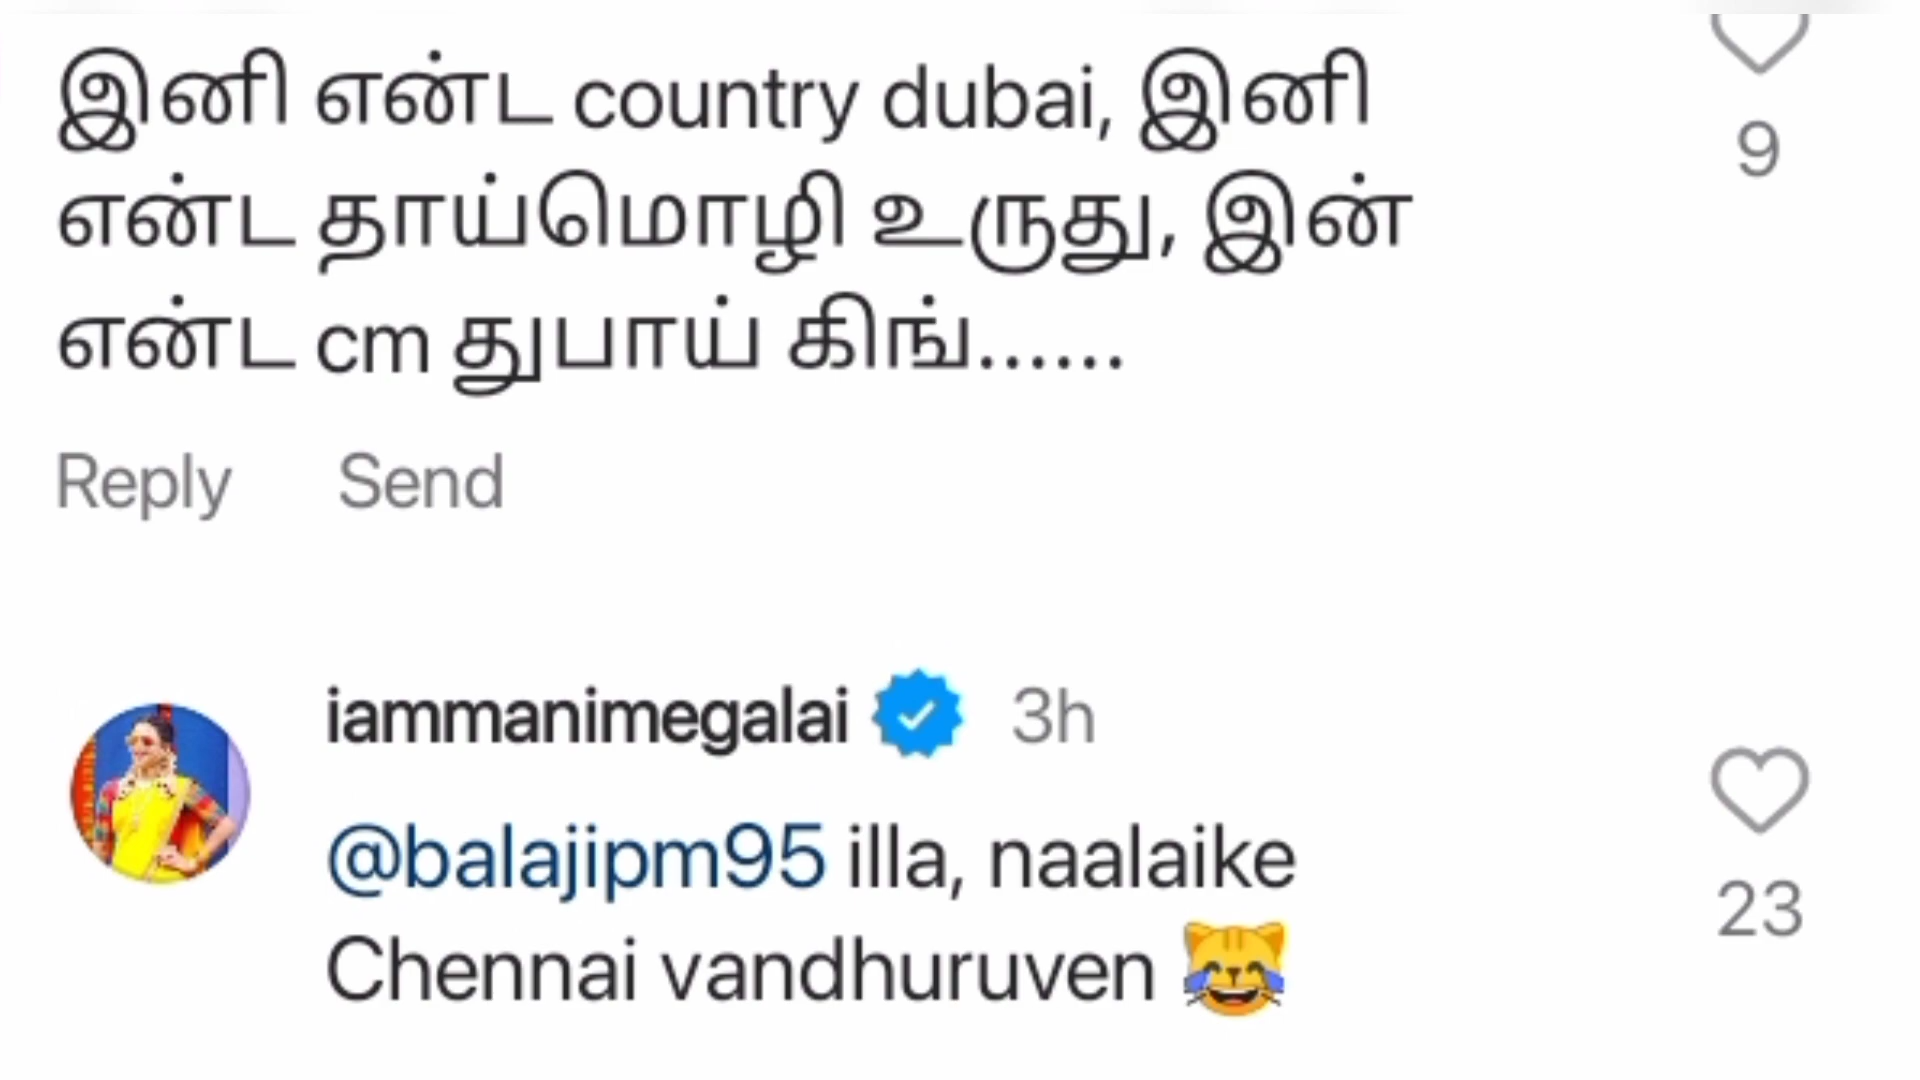 இனி என்ட country dubai, இனி
9
என்ட தாய்மொழி உருது, இன்
என்ட cm துபாய் கிங்......
Reply Send
iammanimegalai 3h
@balajipm95 illa, naalaike
Chennai vandhuruven 😹
23